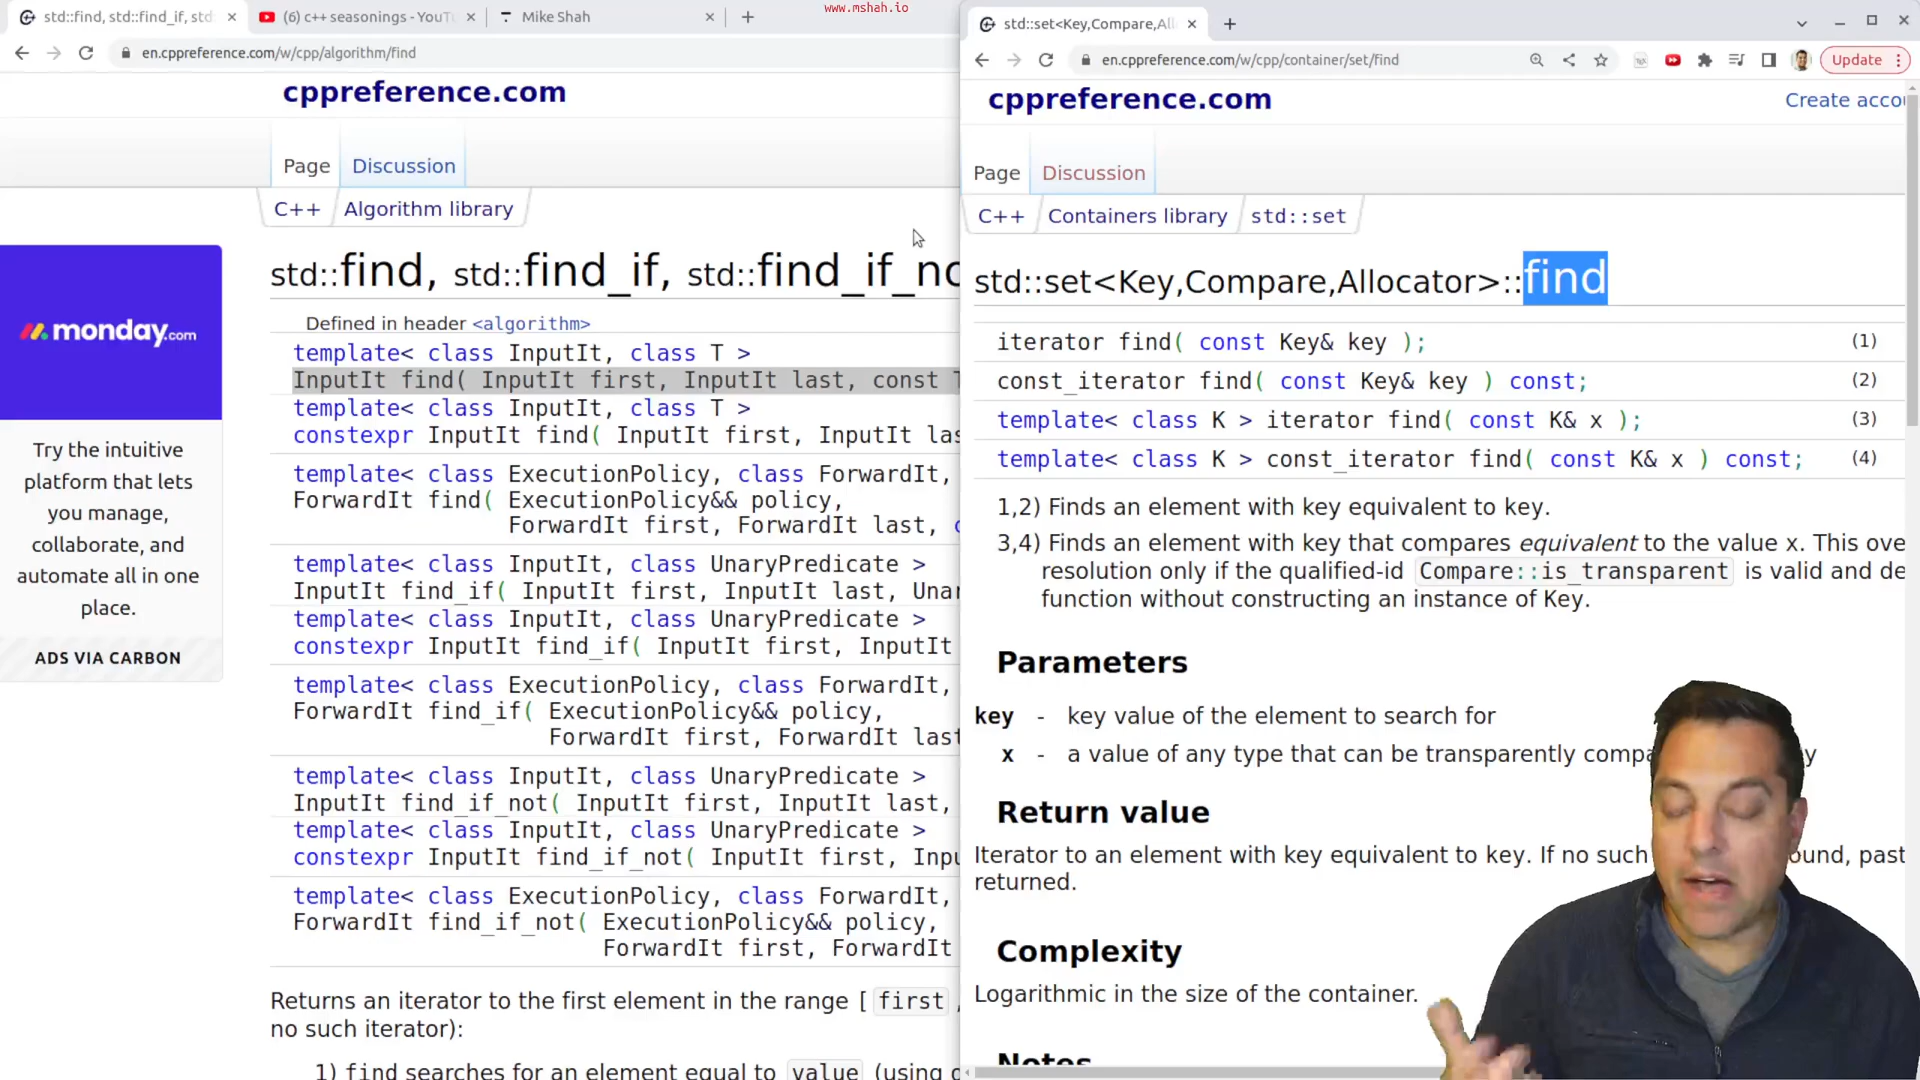 std::find, std::find_if, std
(6) c++ seasonings - YouT
Mike Shah
www.mshah.io
en.cppreference.com/w/cpp/algorithm/find
cppreference.com
Page
Discussion
C++
Algorithm library
std::find, std::find_if, std::find_if_no
Defined in header <algorithm>
template< class InputIt, class T >
InputIt find( InputIt first, InputIt last, const T
template< class InputIt, class T >
constexpr InputIt find( InputIt first, InputIt las
template< class ExecutionPolicy, class ForwardIt,
ForwardIt find( ExecutionPolicy&& policy,
ForwardIt first, ForwardIt last, c
template< class InputIt, class UnaryPredicate >
InputIt find_if( InputIt first, InputIt last, Unar
template< class InputIt, class UnaryPredicate >
constexpr InputIt find_if( InputIt first, InputIt
template< class ExecutionPolicy, class ForwardIt,
ForwardIt find_if( ExecutionPolicy&& policy,
ForwardIt first, ForwardIt last
template< class InputIt, class UnaryPredicate >
InputIt find_if_not( InputIt first, InputIt last,
template< class InputIt, class UnaryPredicate >
constexpr InputIt find_if_not( InputIt first, Inp
template< class ExecutionPolicy, class ForwardIt,
ForwardIt find_if_not( ExecutionPolicy&& policy,
ForwardIt first, ForwardIt
Returns an iterator to the first element in the range [ first ,
no such iterator):
1) find searches for an element equal to value (using
monday.com
Try the intuitive
platform that lets
you manage,
collaborate, and
automate all in one
place.
ADS VIA CARBON
std::set<Key,Compare,All
en.cppreference.com/w/cpp/container/set/find
Update
cppreference.com
Create accou
Page
Discussion
C++
Containers library
std::set
std::set<Key,Compare,Allocator>::find
iterator find( const Key& key ); (1)
const_iterator find( const Key& key ) const; (2)
template< class K > iterator find( const K& x ); (3)
template< class K > const_iterator find( const K& x ) const; (4)
1,2) Finds an element with key equivalent to key.
3,4) Finds an element with key that compares equivalent to the value x. This ove
resolution only if the qualified-id Compare::is_transparent is valid and de
function without constructing an instance of Key.
Parameters
key - key value of the element to search for
x - a value of any type that can be transparently compa y
Return value
Iterator to an element with key equivalent to key. If no such ound, past
returned.
Complexity
Logarithmic in the size of the container.
Notes